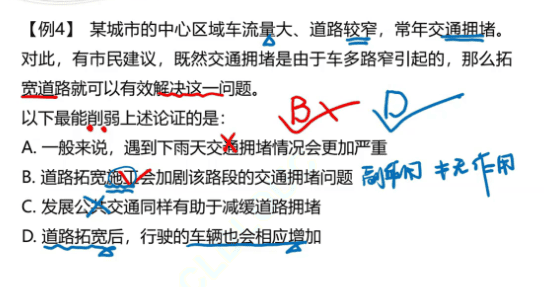 【例4】 某城市的中心区域车流量大、道路较窄，常年交通拥堵。
对此，有市民建议，既然交通拥堵是由于车多路窄引起的，那么拓
宽道路就可以有效解决这一问题。
以下最能削弱上述论证的是：
B D
A. 一般来说，遇到下雨天交通拥堵情况会更加严重
B. 道路拓宽施工会加剧该路段的交通拥堵问题 副作用 ≠无作用
C. 发展公共交通同样有助于减缓道路拥堵
D. 道路拓宽后，行驶的车辆也会相应增加